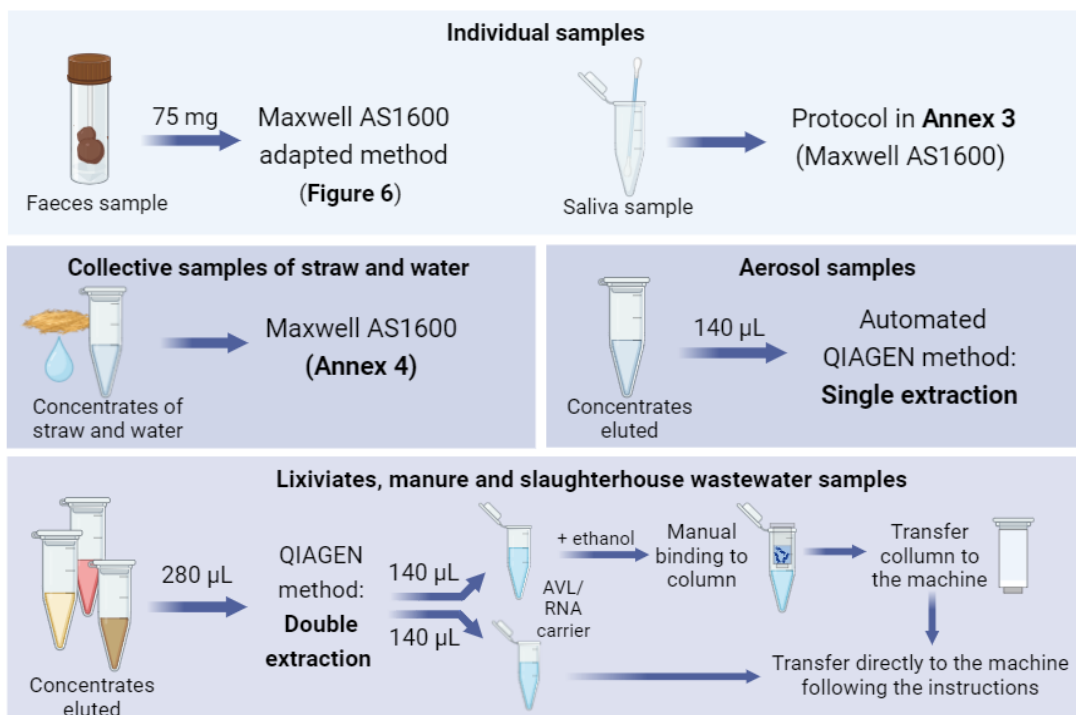 Individual samples
75 mg
Faeces sample
Maxwell AS1600
adapted method
(Figure 6)
Saliva sample
Protocol in Annex 3
(Maxwell AS1600)
Collective samples of straw and water
Concentrates of
straw and water
Maxwell AS1600
(Annex 4)
Aerosol samples
Concentrates
eluted
140 µL
Automated
QIAGEN method:
Single extraction
Lixiviates, manure and slaughterhouse wastewater samples
Concentrates
eluted
280 µL
QIAGEN
method:
Double
extraction
140 µL
140 µL
AVL/
RNA
carrier
+ ethanol
Manual
binding to
column
Transfer
collumn to
the machine
Transfer directly to the machine
following the instructions